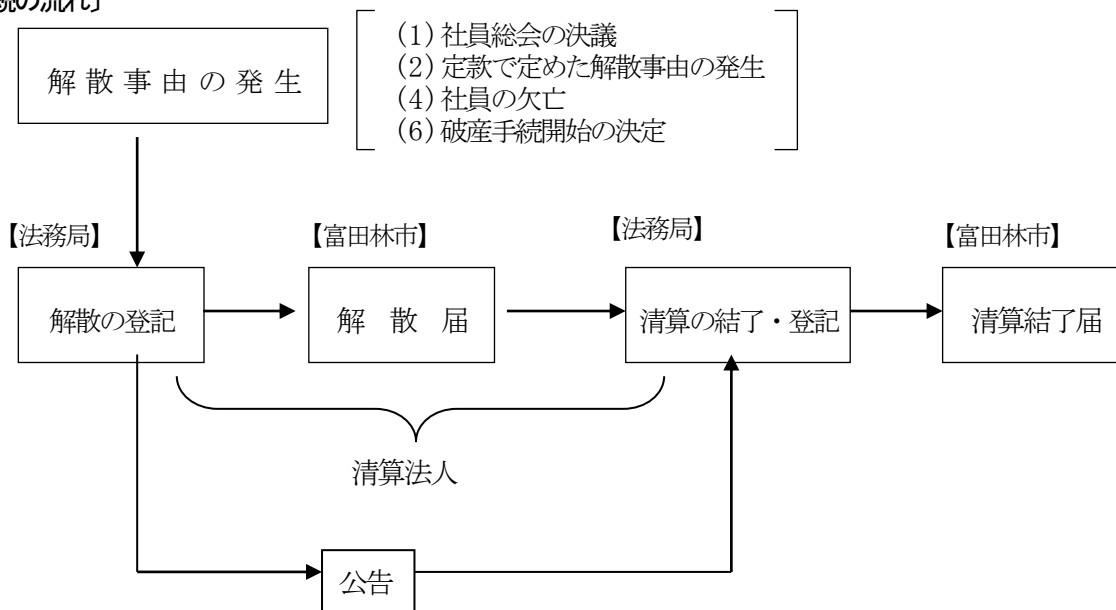 の流れ〕
解散事由の発生
(1) 社員総会の決議
(2) 定款で定めた解散事由の発生
(4) 社員の欠亡
(6) 破産手続開始の決定
【法務局】
【富田林市】
【法務局】
【富田林市】
解散の登記
解散届
清算の結了・登記
清算結了届
清算法人
公告